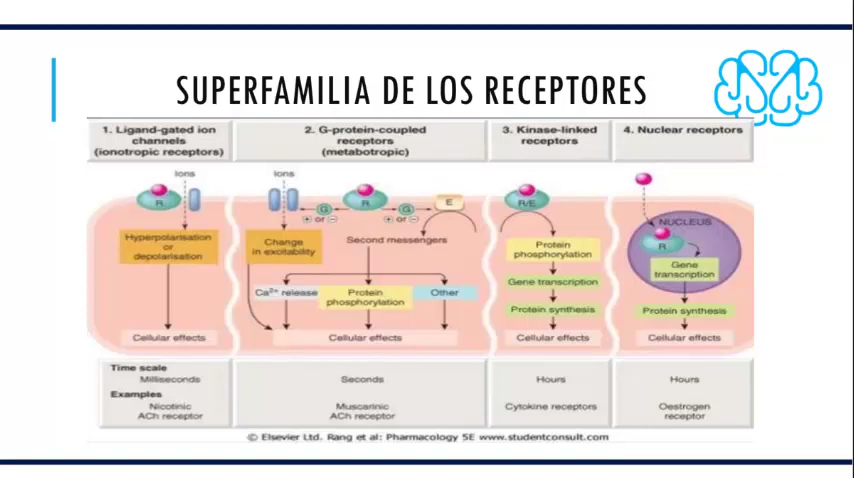 SUPERFAMILIA DE LOS RECEPTORES
1. Ligand-gated ion
channels
(ionotropic receptors)
2. G-protein-coupled
receptors
(metabotropic)
3. Kinase-linked
receptors
4. Nuclear receptors
Ions
R
Hyperpolarisation
or
depolarisation
Cellular effects
Ions
G
+ or −
R
G
+ or −
E
Change
in excitability
Second messengers
Ca²⁺ release
Protein
phosphorylation
Other
Cellular effects
R/E
Protein
phosphorylation
Gene transcription
Protein synthesis
Cellular effects
NUCLEUS
R
Gene
transcription
Protein synthesis
Cellular effects
Time scale
Milliseconds
Seconds
Hours
Hours
Examples
Nicotinic
ACh receptor
Muscarinic
ACh receptor
Cytokine receptors
Oestrogen
receptor
© Elsevier Ltd. Rang et al: Pharmacology 5E www.studentconsult.com